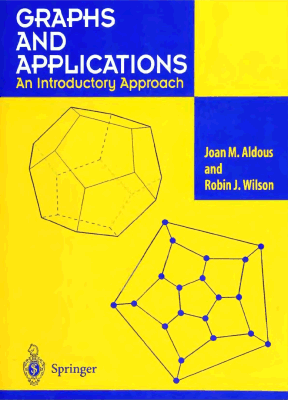 GRAPHS AND
APPLICATIONS
An Introductory Approach
Joan M. Aldous
and
Robin J. Wilson
Springer